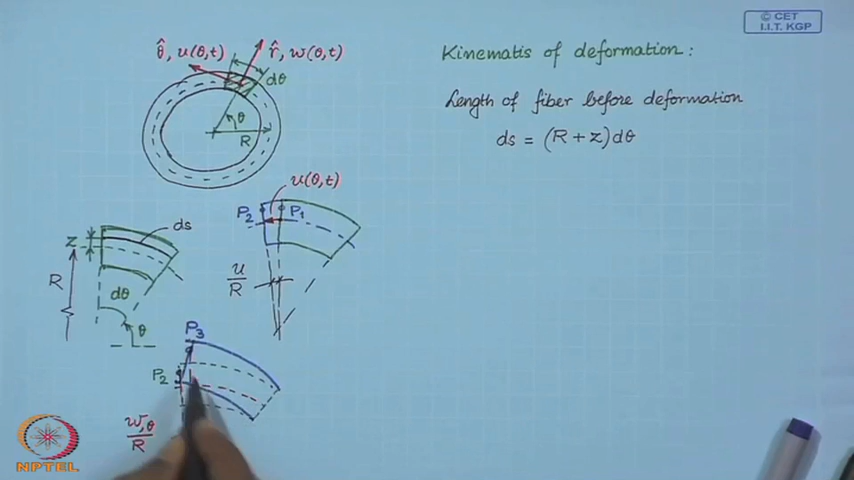 © CET
I.I.T. KGP
θ̂, u(θ,t)
r̂, w(θ,t)
dθ
θ
R
Kinematis of deformation :
Length of fiber before deformation
ds = (R + z)dθ
u(θ,t)
P₂
P₁
ds
z
R
dθ
θ
u/R
P₃
P₂
w,θ/R
NPTEL